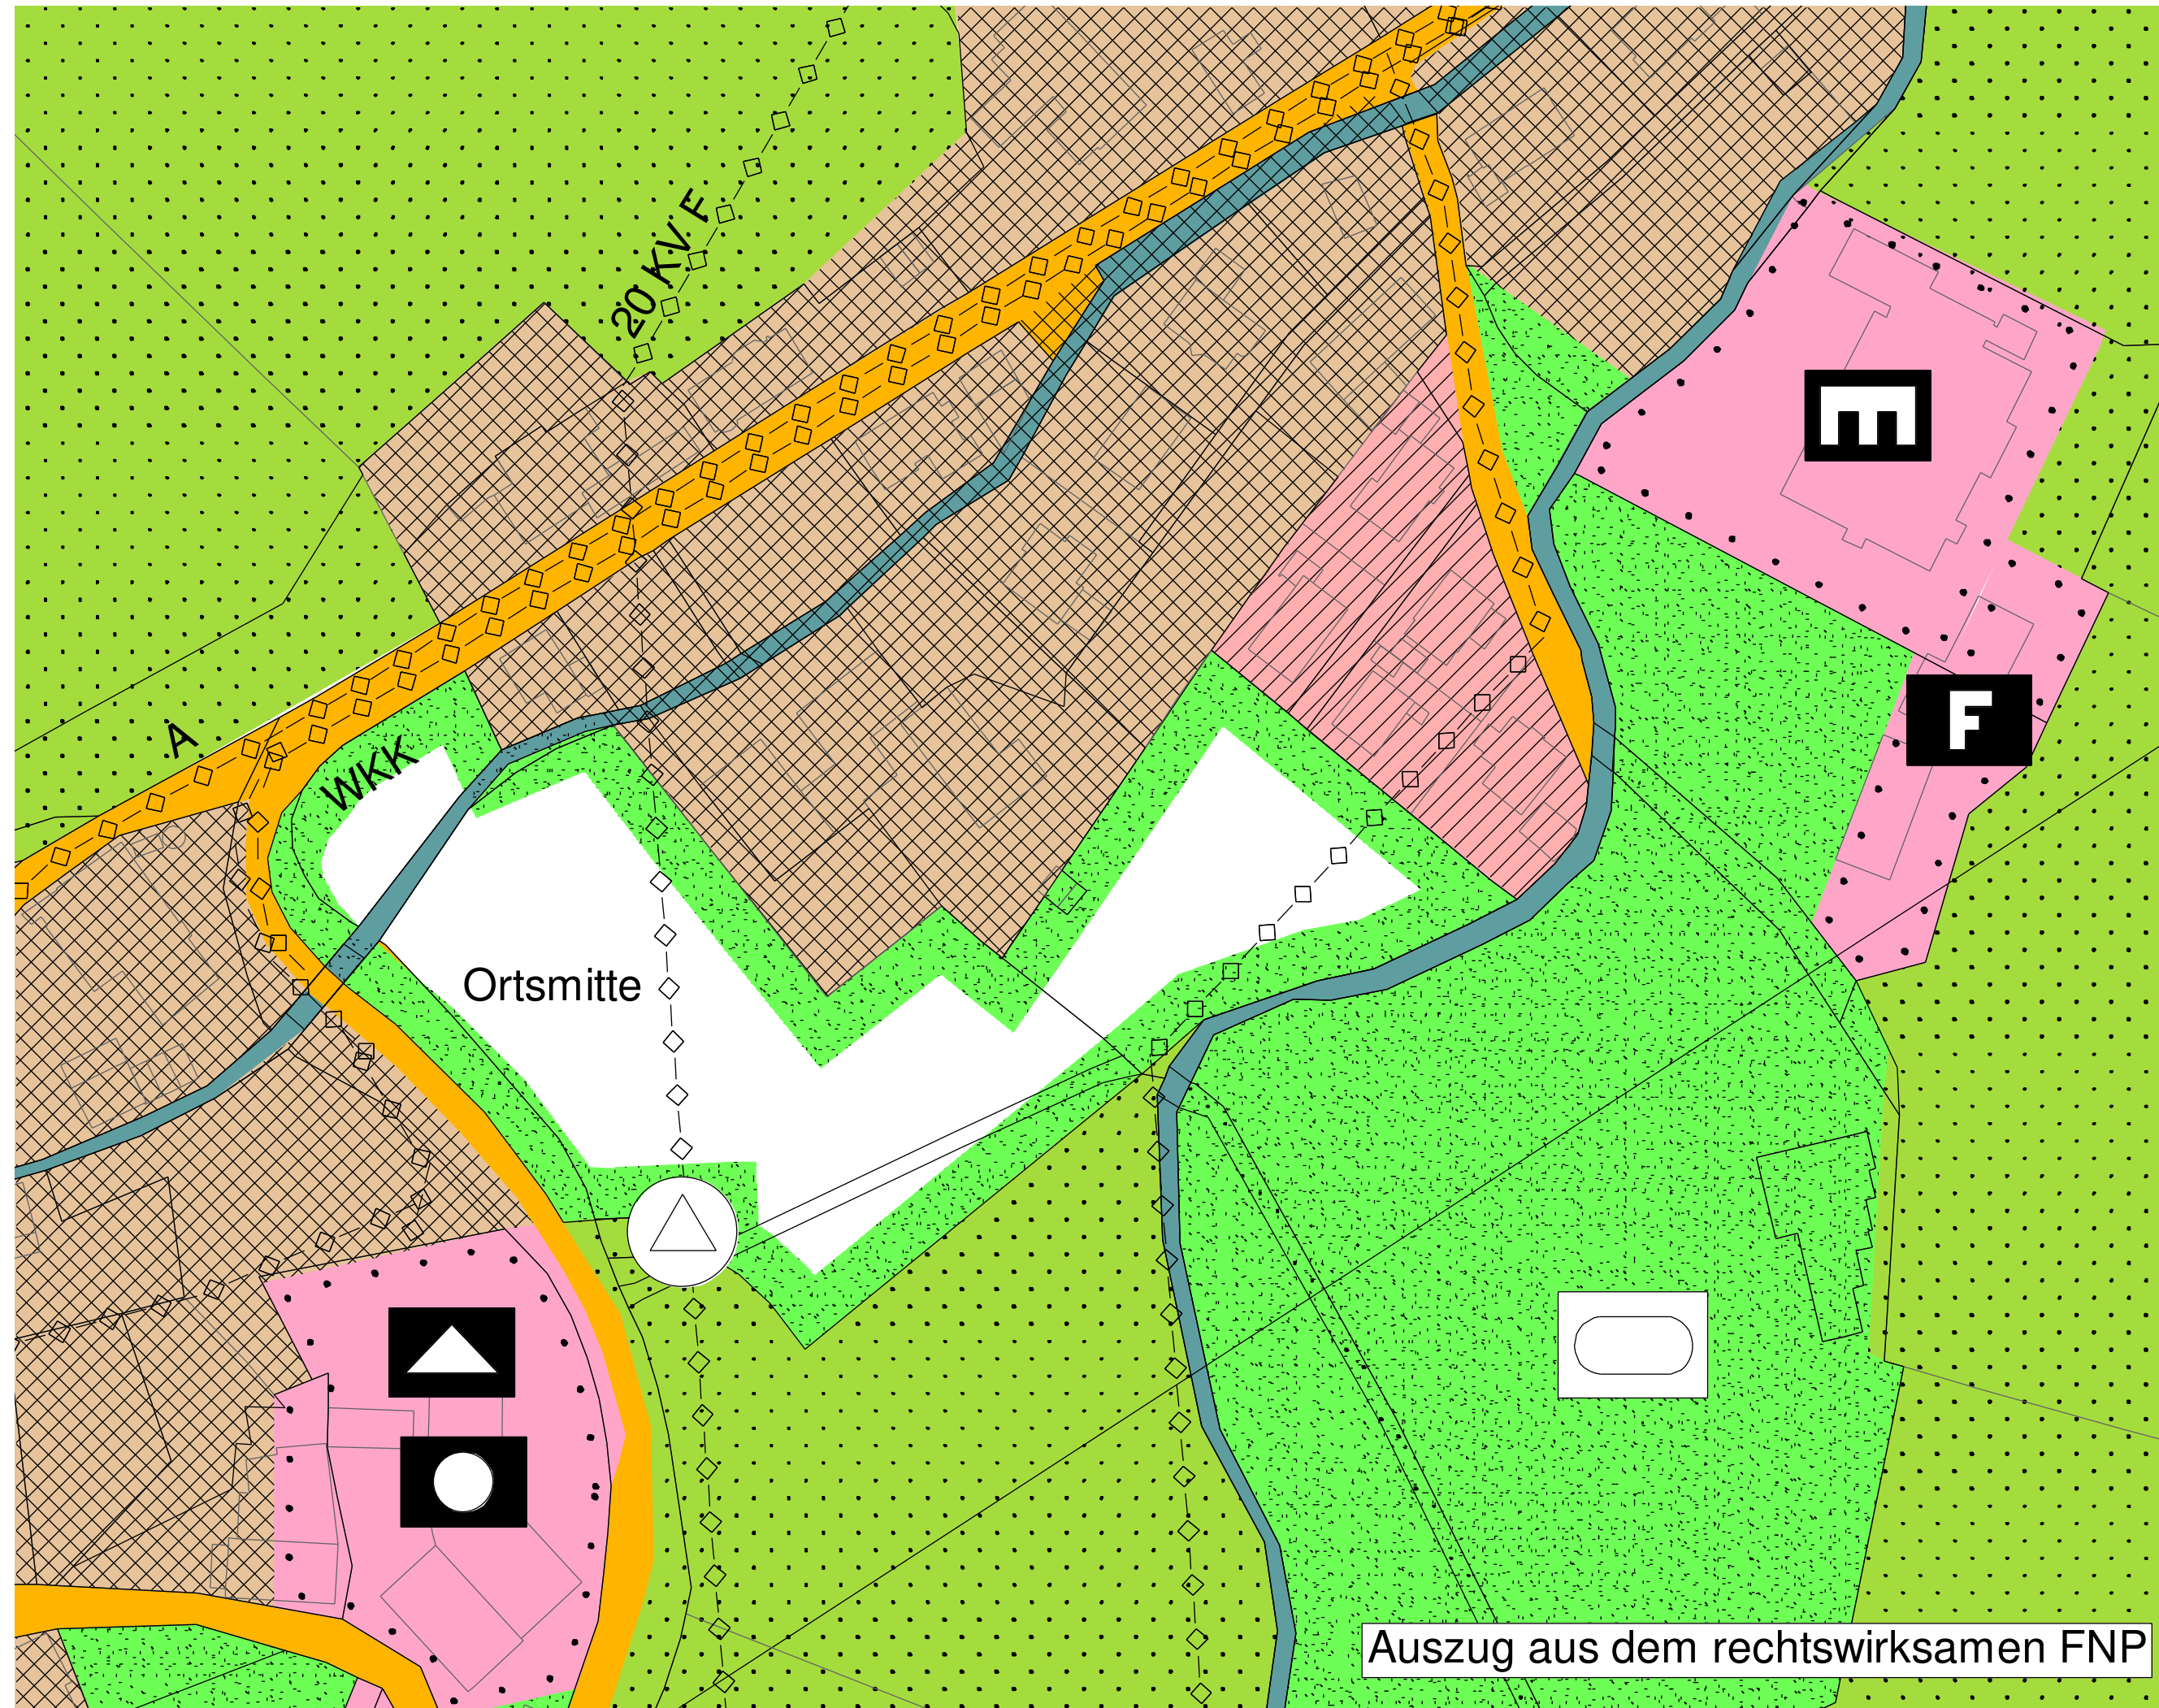 20 KV F
A
WKK
Ortsmitte
E
F
Auszug aus dem rechtswirksamen FNP